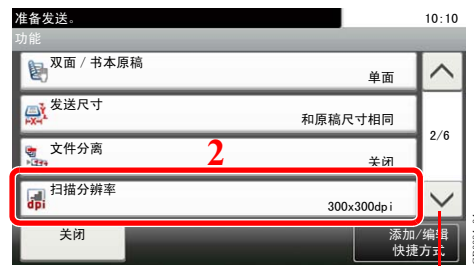 准备发送。
10:10
功能
双面 / 书本原稿
单面
发送尺寸
和原稿尺寸相同
2/6
文件分离
2
关闭
扫描分辨率
dpi
300x300dpi
关闭
添加/编辑
快捷方式